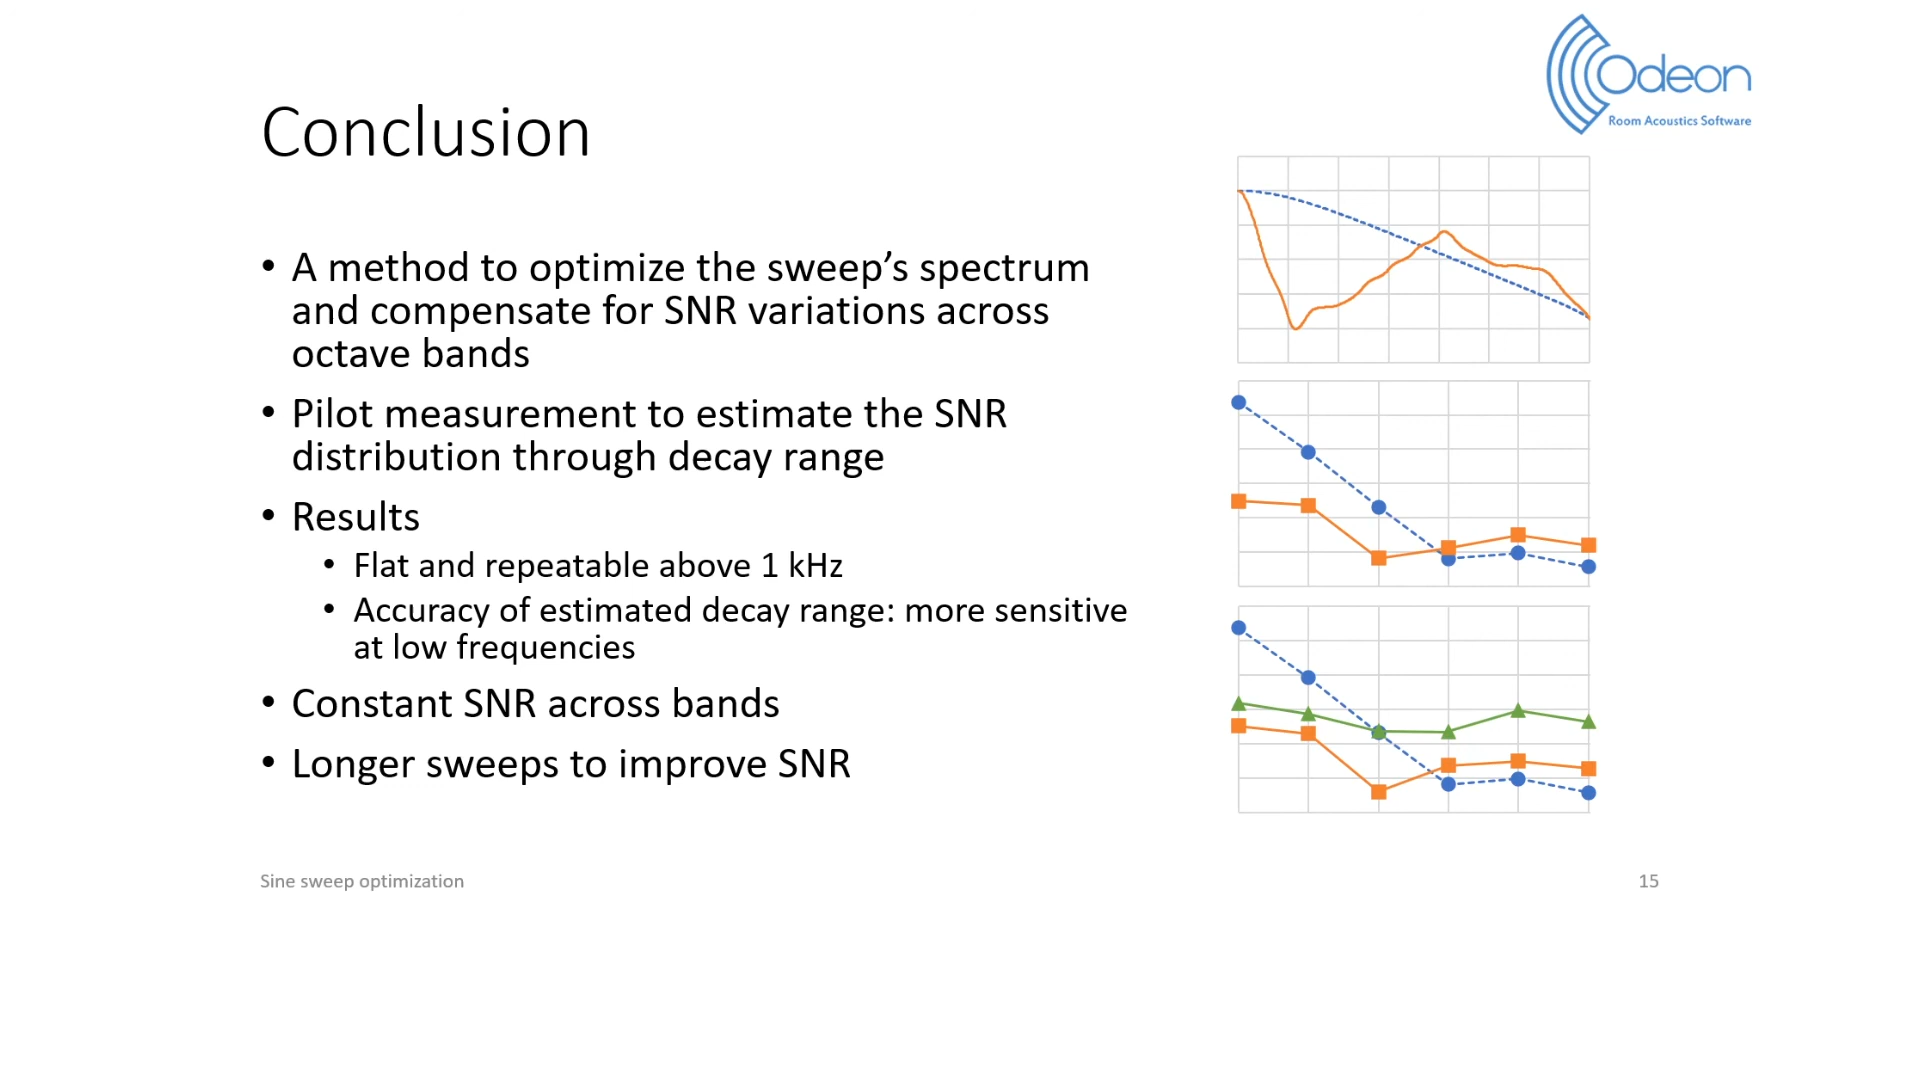 Odeon
Room Acoustics Software
Conclusion
• A method to optimize the sweep’s spectrum
and compensate for SNR variations across
octave bands
• Pilot measurement to estimate the SNR
distribution through decay range
• Results
• Flat and repeatable above 1 kHz
• Accuracy of estimated decay range: more sensitive
at low frequencies
• Constant SNR across bands
• Longer sweeps to improve SNR
Sine sweep optimization
15